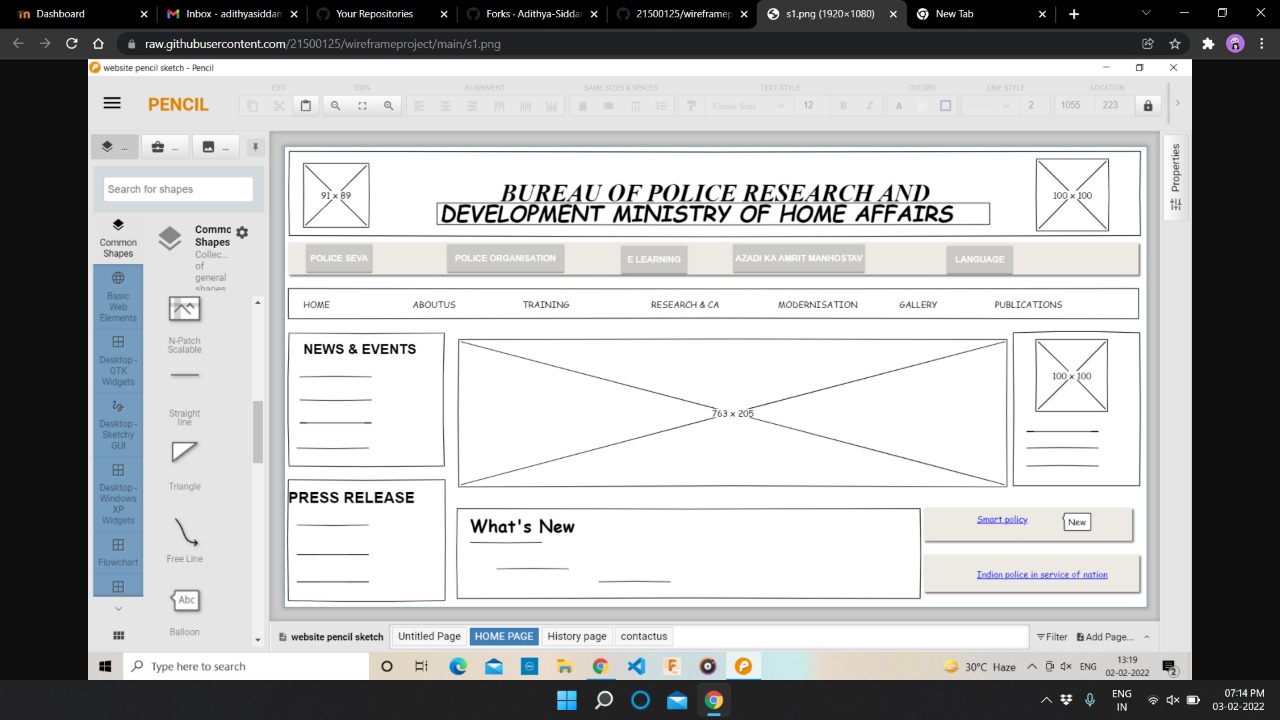 Dashboard
M Inbox - adityasiddam
Your Repositories
Forks - Aditya-Sidda
21500125/wireframep
s1.png (1920×1080)
New Tab
raw.githubusercontent.com/21500125/wireframeproject/main/s1.png
website pencil sketch - Pencil
PENCIL
EDIT
100%
ALIGNMENT
SAME SIZES & SPACES
TEXT STYLE
COLORS
LINE STYLE
LOCATION
"Comic Sans ...
12
B
I
A
2
1055
223
...
...
...
Search for shapes
Common
Shapes
Basic
Web
Elements
Desktop -
GTK
Widgets
Desktop -
Sketchy
GUI
Desktop -
Windows
XP
Widgets
Flowchart
Commc
Shapes
Collec...
of
general
shapes
N-Patch
Scalable
Straight
line
Triangle
Free Line
Abc
Balloon
91 x 89
BUREAU OF POLICE RESEARCH AND
DEVELOPMENT MINISTRY OF HOME AFFAIRS
100 x 100
POLICE SEVA
POLICE ORGANISATION
E LEARNING
AZADI KA AMRIT MANHOSTAV
LANGUAGE
HOME
ABOUTUS
TRAINING
RESEARCH & CA
MODERNISATION
GALLERY
PUBLICATIONS
NEWS & EVENTS
763 x 205
100 x 100
PRESS RELEASE
What's New
Smart policy
New
Indian police in service of nation
Properties
website pencil sketch
Untitled Page
HOME PAGE
History page
contactus
Filter
Add Page...
Type here to search
30°C Haze
ENG
13:19
02-02-2022
2
ENG
IN
07:14 PM
03-02-2022